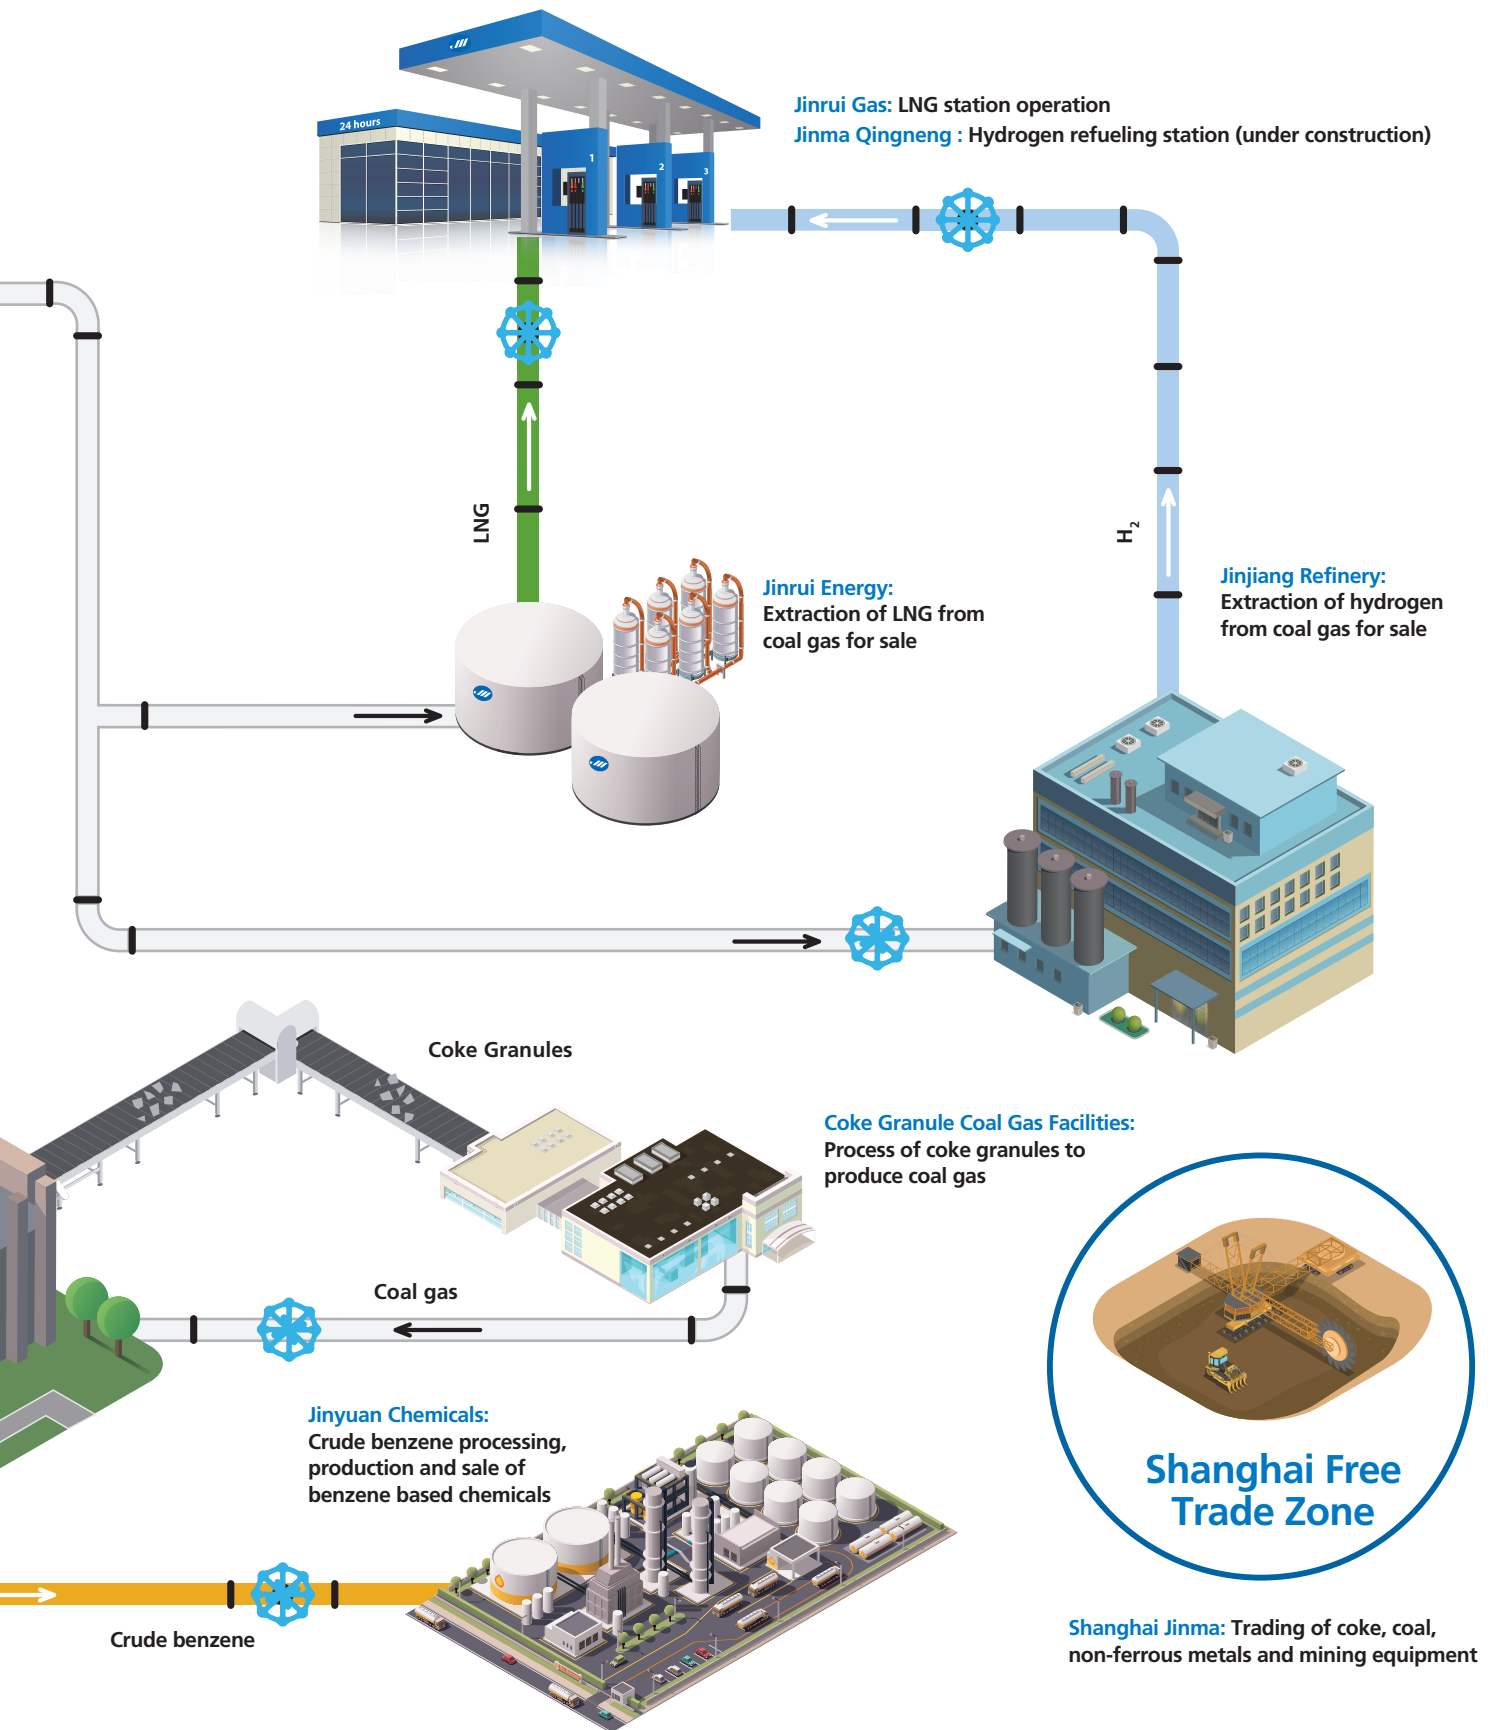 24 hours
1
2
3
Jinrui Gas: LNG station operation
Jinma Qingneng : Hydrogen refueling station (under construction)
LNG
H₂
Jinrui Energy:
Extraction of LNG from
coal gas for sale
Jinjiang Refinery:
Extraction of hydrogen
from coal gas for sale
Coke Granules
Coke Granule Coal Gas Facilities:
Process of coke granules to
produce coal gas
Coal gas
Jinyuan Chemicals:
Crude benzene processing,
production and sale of
benzene based chemicals
Crude benzene
Shanghai Free
Trade Zone
Shanghai Jinma: Trading of coke, coal,
non-ferrous metals and mining equipment